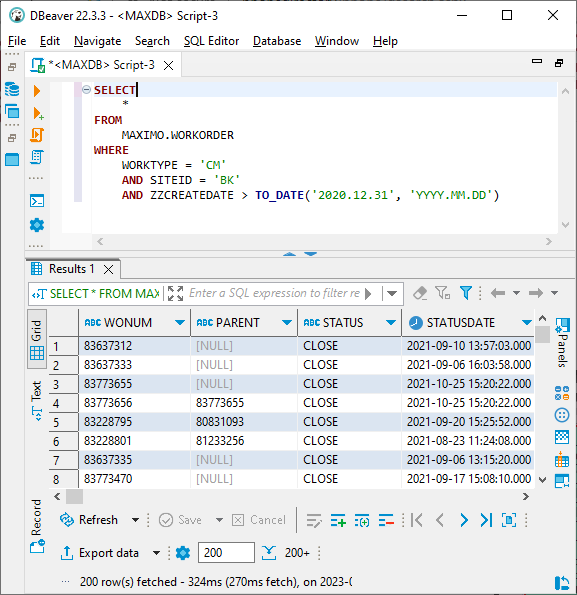 DBeaver 22.3.3 - <MAXDB> Script-3
File Edit Navigate Search SQL Editor Database Window Help
*<MAXDB> Script-3
SELECT
*
FROM
MAXIMO.WORKORDER
WHERE
WORKTYPE = 'CM'
AND SITEID = 'BK'
AND ZZCREATEDATE > TO_DATE('2020.12.31', 'YYYY.MM.DD')
Results 1
SELECT * FROM MAX Enter a SQL expression to filter re
Grid
Text
Record
Panels
ABC WONUM ABC PARENT ABC STATUS STATUSDATE
1 83637312 [NULL] CLOSE 2021-09-10 13:57:03.000
2 83637333 [NULL] CLOSE 2021-09-06 16:03:58.000
3 83773655 [NULL] CLOSE 2021-10-25 15:20:22.000
4 83773656 83773655 CLOSE 2021-10-25 15:20:22.000
5 83228795 80831093 CLOSE 2021-09-20 15:25:52.000
6 83228801 81233256 CLOSE 2021-08-23 11:24:08.000
7 83637335 [NULL] CLOSE 2021-09-06 13:15:20.000
8 83773470 [NULL] CLOSE 2021-09-17 15:08:10.000
Refresh Save Cancel
Export data 200 200+
200 row(s) fetched - 324ms (270ms fetch), on 2023-0